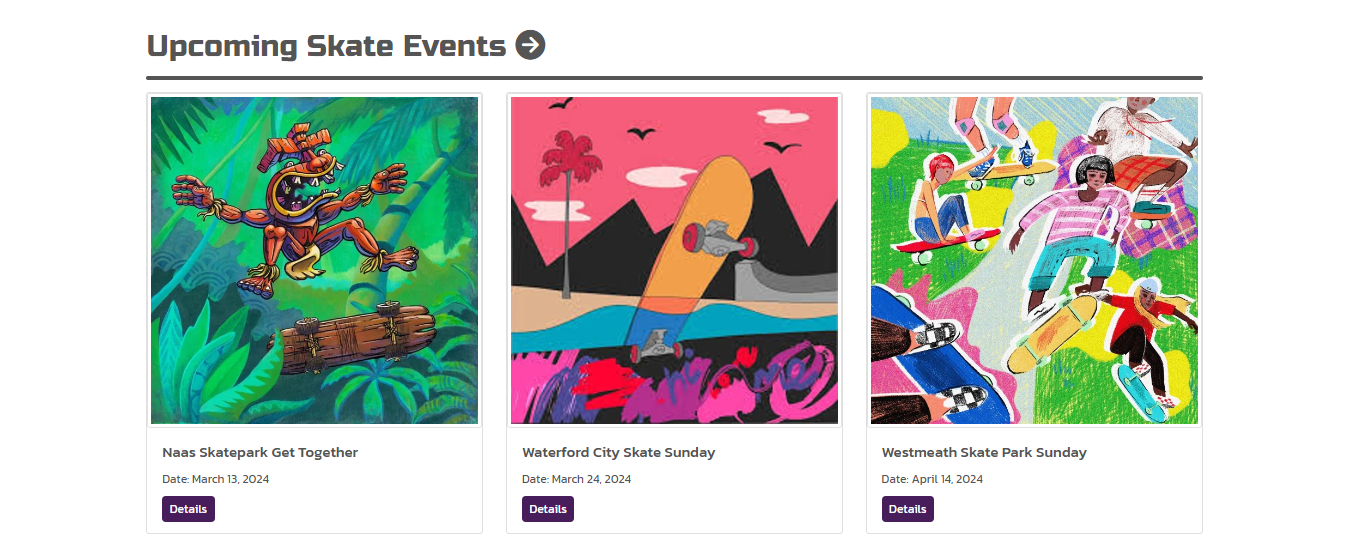 Upcoming Skate Events
Naas Skatepark Get Together
Date: March 13, 2024
Details
Waterford City Skate Sunday
Date: March 24, 2024
Details
Westmeath Skate Park Sunday
Date: April 14, 2024
Details